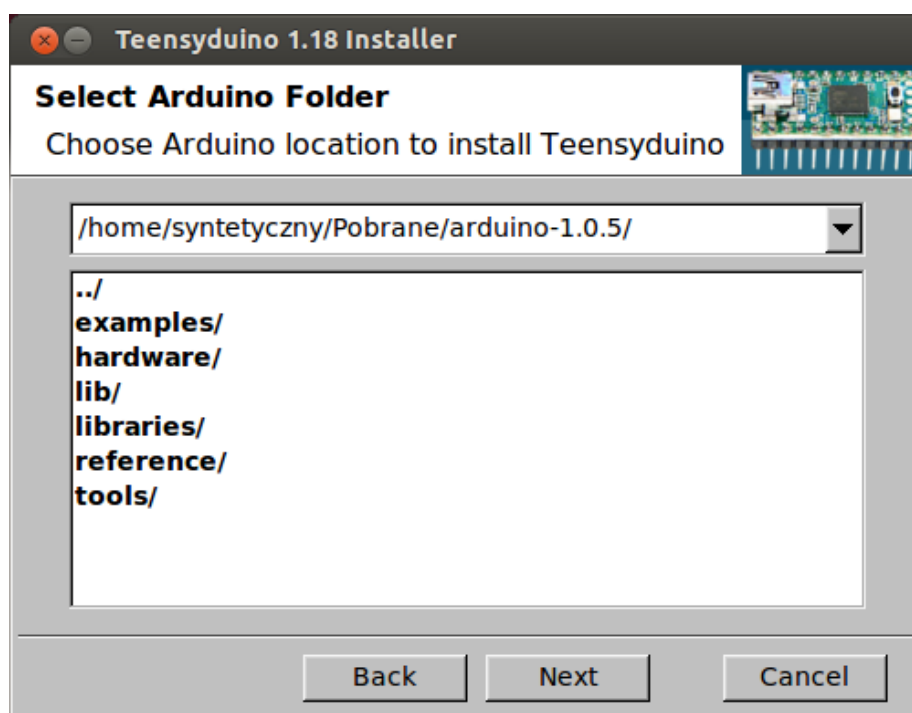 Teensyduino 1.18 Installer
Select Arduino Folder
Choose Arduino location to install Teensyduino
/home/syntetyczny/Pobrane/arduino-1.0.5/
../
examples/
hardware/
lib/
libraries/
reference/
tools/
Back Next Cancel